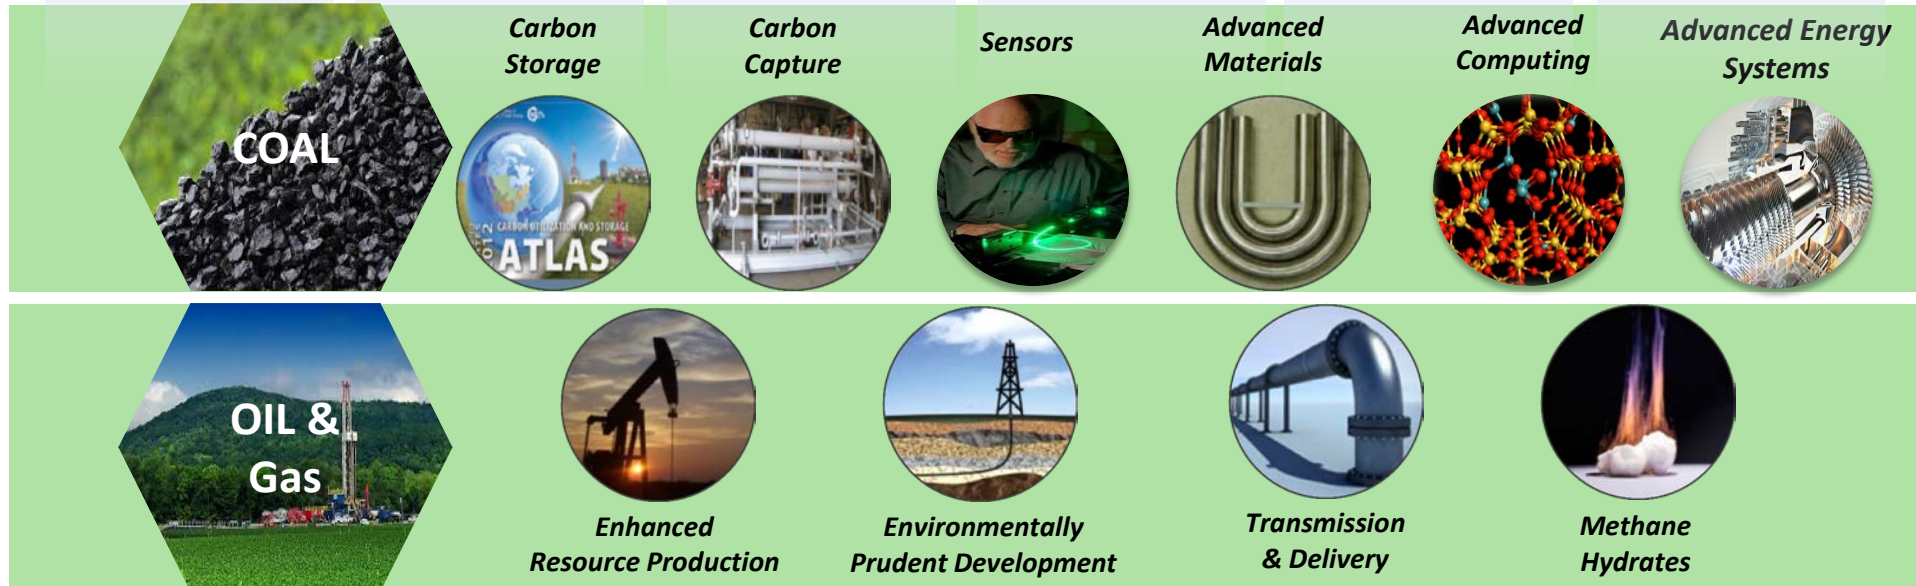 COAL
Carbon
Storage
Carbon
Capture
Sensors
Advanced
Materials
Advanced
Computing
Advanced Energy
Systems
012
CARBON UTILIZATION AND STORAGE
ATLAS
OIL &
Gas
Enhanced
Resource Production
Environmentally
Prudent Development
Transmission
& Delivery
Methane
Hydrates